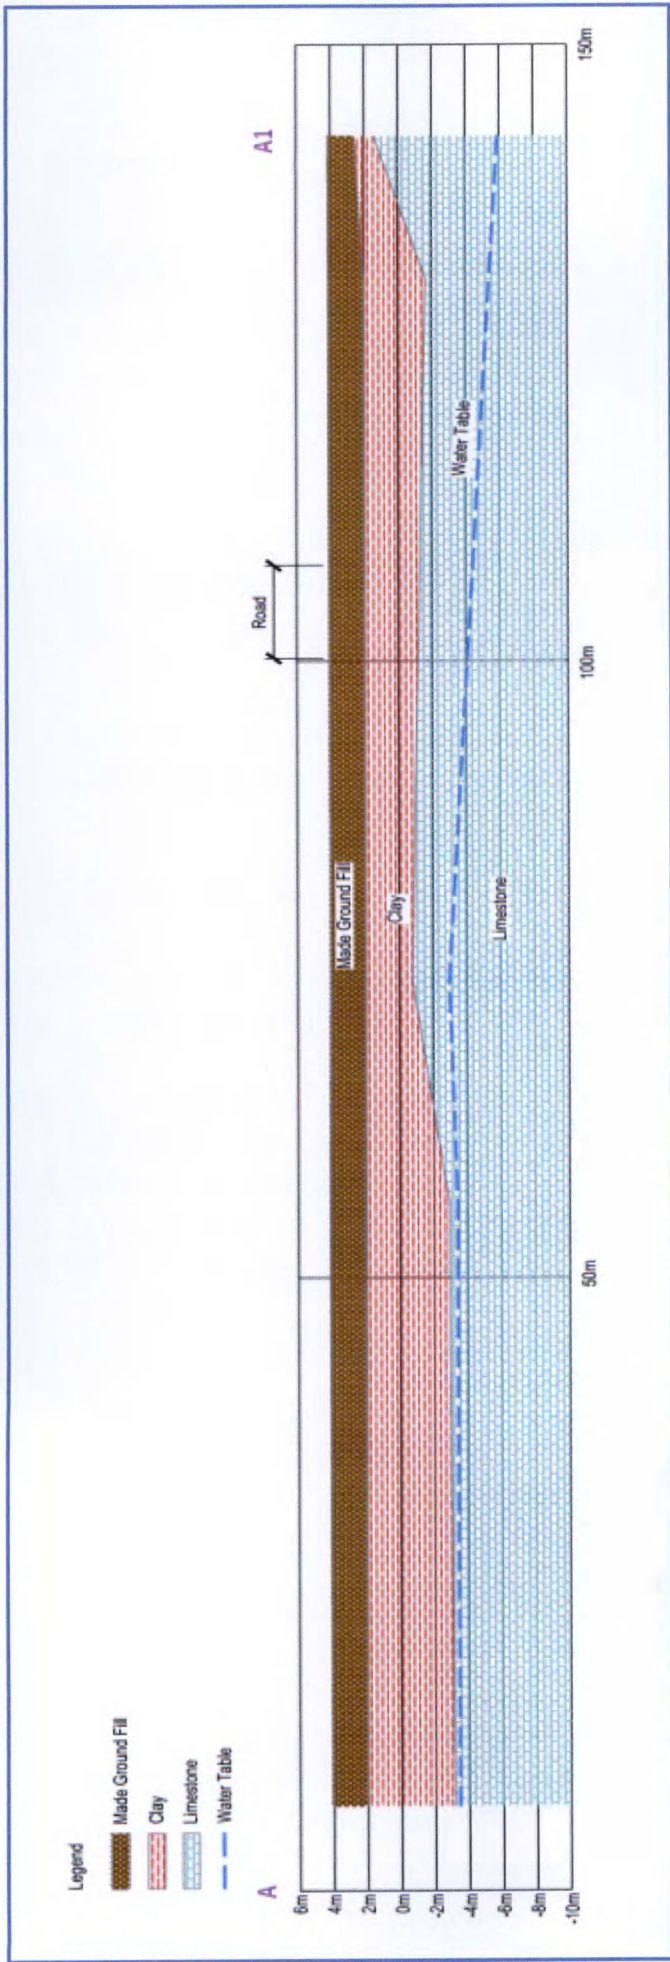 Legend
Made Ground Fill
Clay
Limestone
Water Table
A
A1
Road
6m
4m
2m
0m
-2m
-4m
-6m
-8m
-10m
Made Ground Fill
Clay
Water Table
Limestone
50m
100m
150m